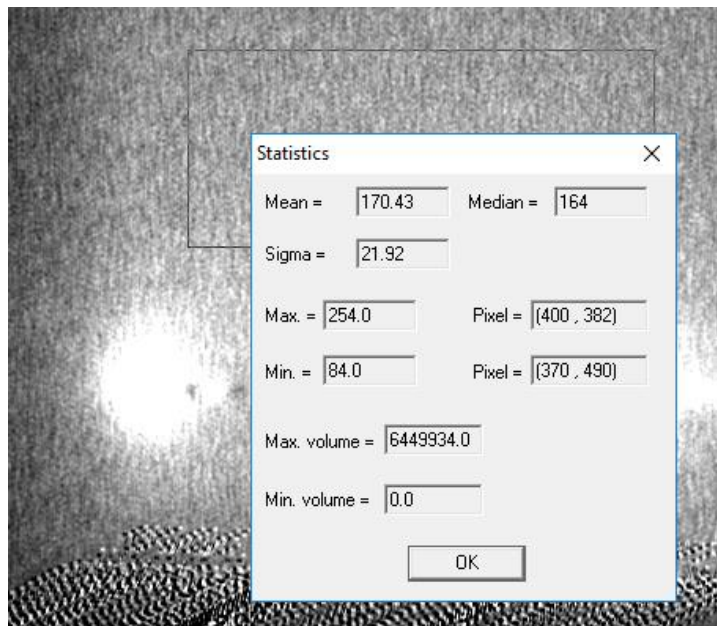 Statistics
Mean = 170.43 Median = 164
Sigma = 21.92
Max. = 254.0 Pixel = (400 , 382)
Min. = 84.0 Pixel = (370 , 490)
Max. volume = 6449934.0
Min. volume = 0.0
OK